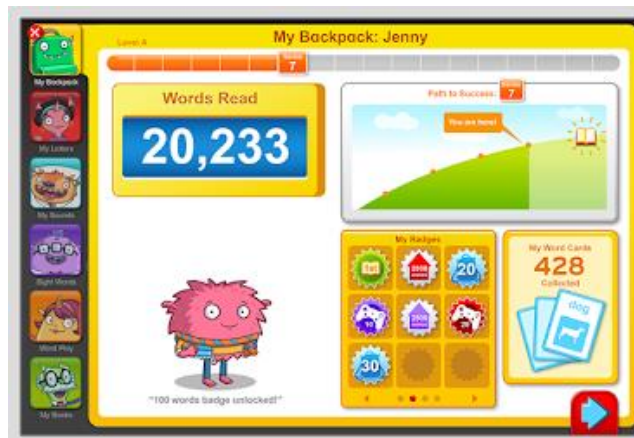 Level A
My Backpack: Jenny
7
My Backpack
My Letters
My Sounds
Sight Words
Word Play
My Books
Words Read
20,233
Path to Success:
7
You are here!
My Badges
1st
20
10
20
30
My Word Cards
428
Collected
dog
"100 words badge unlocked!"